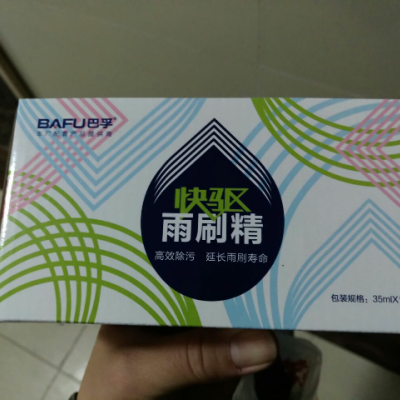 BAFU巴孚®
快驱
雨刷精
高效除污 延长雨刷寿命
包装规格：35mlX